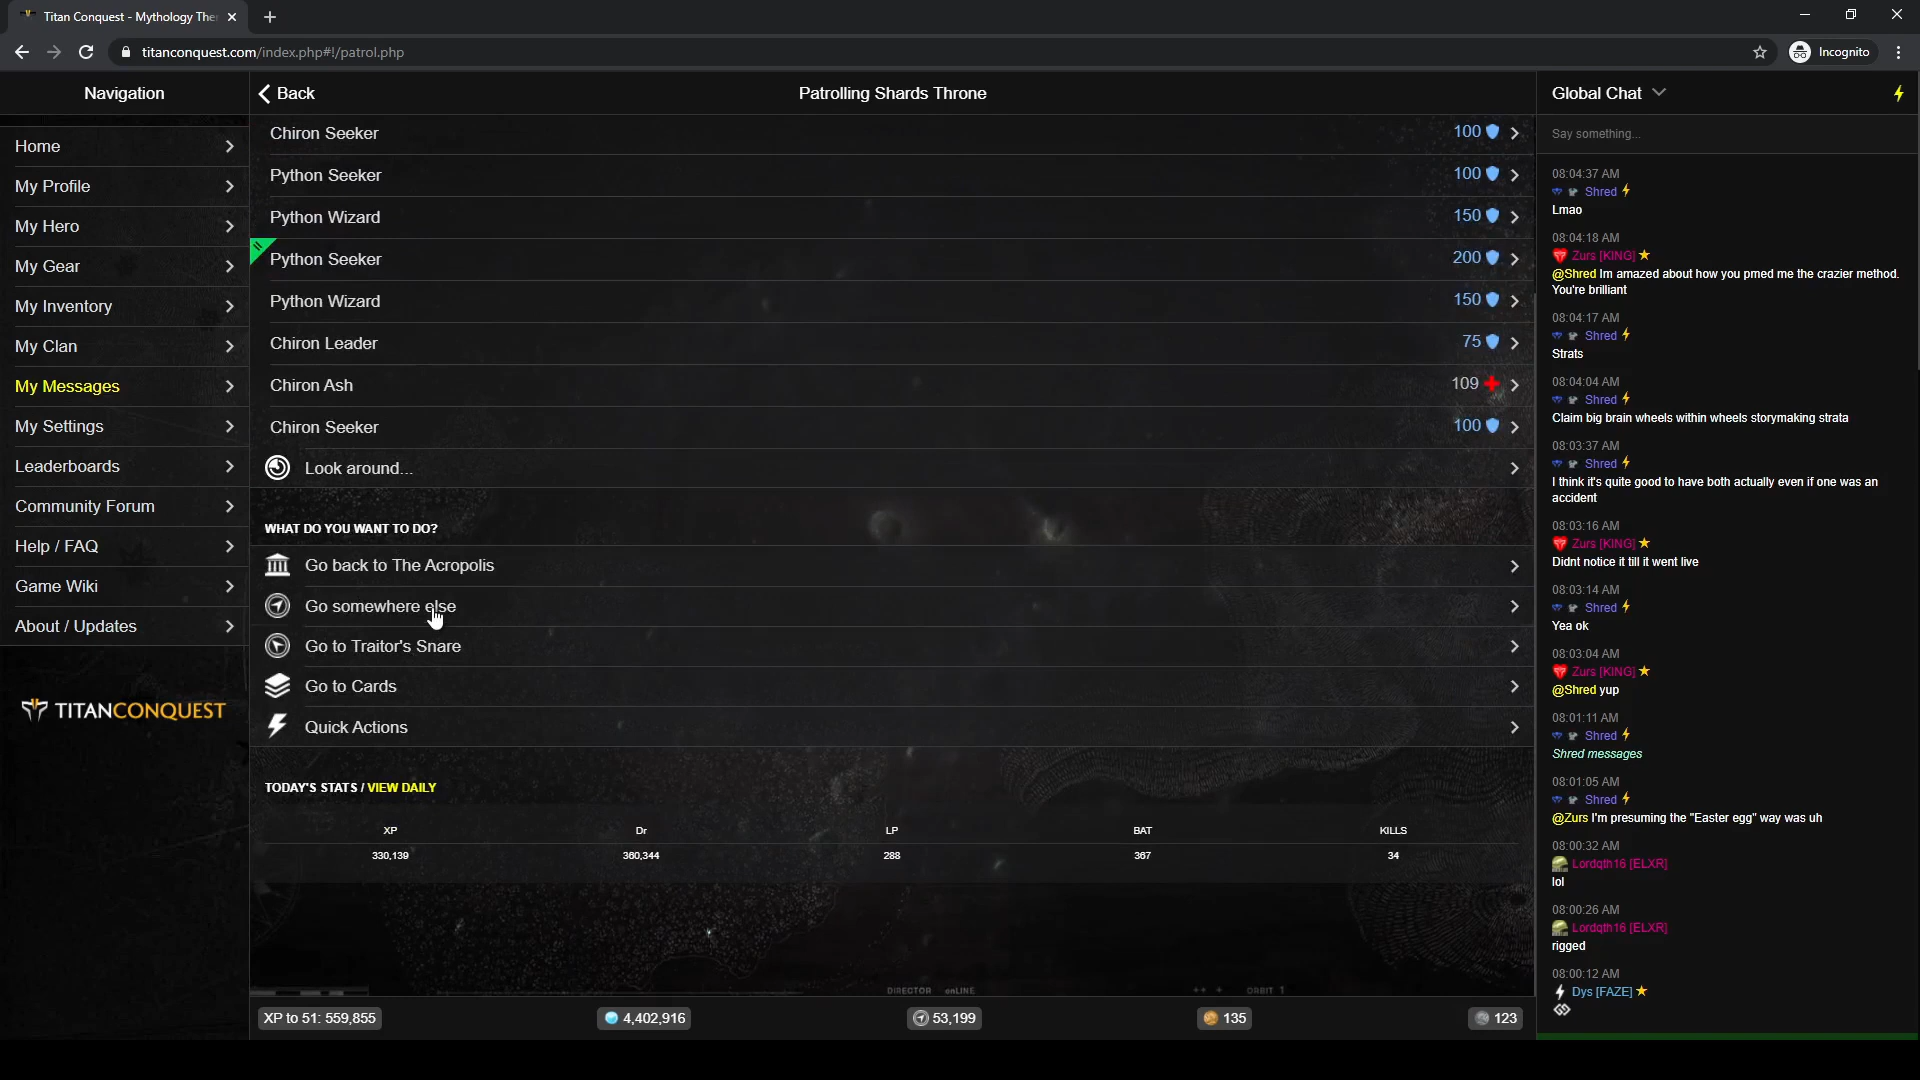 Titan Conquest - Mythology Ther
titanconquest.com/index.php#!/patrol.php
Incognito
Navigation
Back
Patrolling Shards Throne
Global Chat
Home
My Profile
My Hero
My Gear
My Inventory
My Clan
My Messages
My Settings
Leaderboards
Community Forum
Help / FAQ
Game Wiki
About / Updates
TITANCONQUEST
Chiron Seeker 100
Python Seeker 100
Python Wizard 150
Python Seeker 200
Python Wizard 150
Chiron Leader 75
Chiron Ash 109
Chiron Seeker 100
Look around...
WHAT DO YOU WANT TO DO?
Go back to The Acropolis
Go somewhere else
Go to Traitor's Snare
Go to Cards
Quick Actions
TODAY'S STATS / VIEW DAILY
XP Dr LP BAT KILLS
330,139 360,344 288 367 34
DIRECTOR onLINE ORBIT 1
XP to 51: 559,855 4,402,916 53,199 135 123
Say something...
08:04:37 AM
Shred
Lmao
08:04:18 AM
Zurs [KING]
@Shred Im amazed about how you pmed me the crazier method.
You're brilliant
08:04:17 AM
Shred
Strats
08:04:04 AM
Shred
Claim big brain wheels within wheels storymaking strata
08:03:37 AM
Shred
I think it's quite good to have both actually even if one was an
accident
08:03:16 AM
Zurs [KING]
Didnt notice it till it went live
08:03:14 AM
Shred
Yea ok
08:03:04 AM
Zurs [KING]
@Shred yup
08:01:11 AM
Shred
Shred messages
08:01:05 AM
Shred
@Zurs I'm presuming the "Easter egg" way was uh
08:00:32 AM
Lordqth16 [ELXR]
lol
08:00:26 AM
Lordqth16 [ELXR]
rigged
08:00:12 AM
Dys [FAZE]